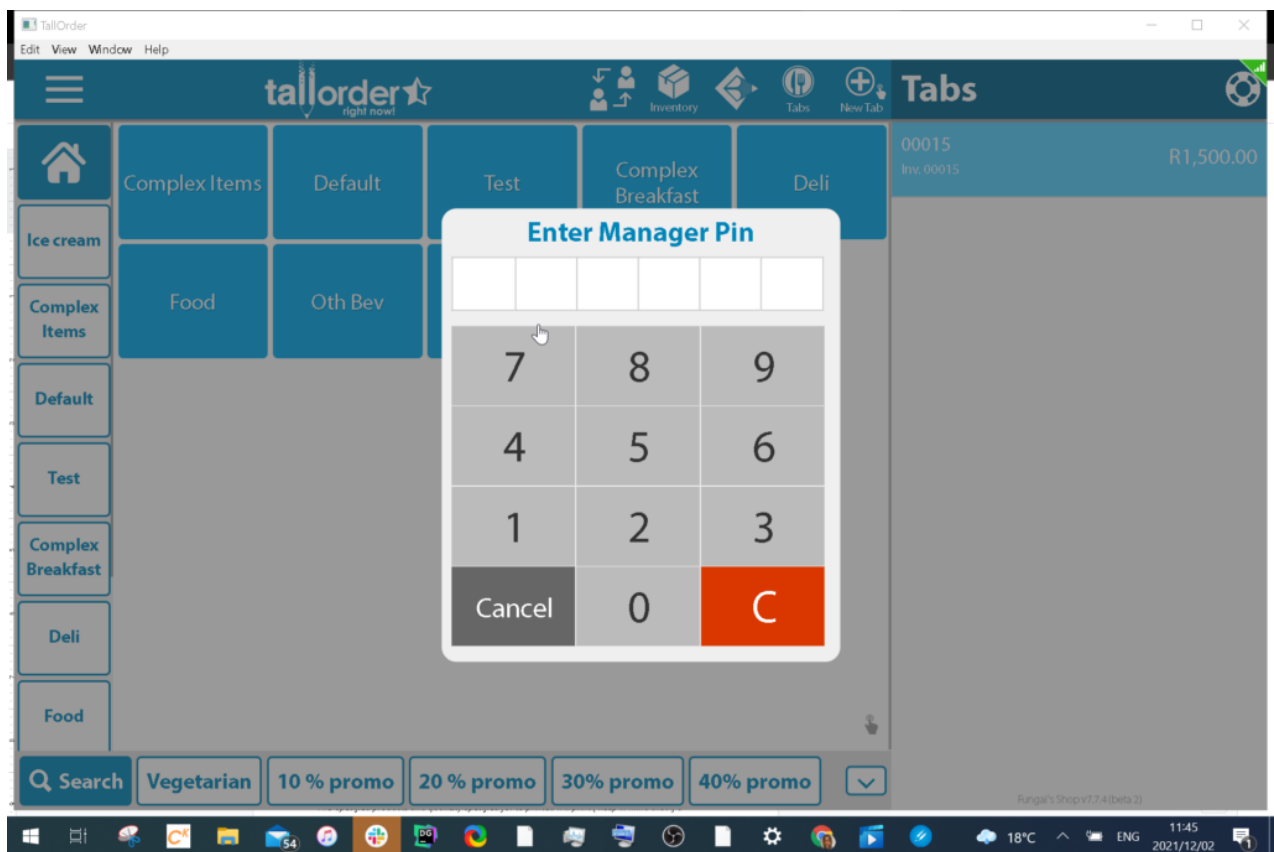 TallOrder
Edit View Window Help
tallorder
right now!
Inventory
Tabs
New Tab
Tabs
00015
R1,500.00
Inv. 00015
Complex Items
Default
Test
Complex
Breakfast
Deli
Food
Oth Bev
Ice cream
Complex
Items
Default
Test
Complex
Breakfast
Deli
Food
Enter Manager Pin
7 8 9
4 5 6
1 2 3
Cancel 0 C
Search Vegetarian 10 % promo 20 % promo 30% promo 40% promo
Fungai's Shop v7.7.4 (beta 2)
54
18°C ENG
11:45
2021/12/02
1